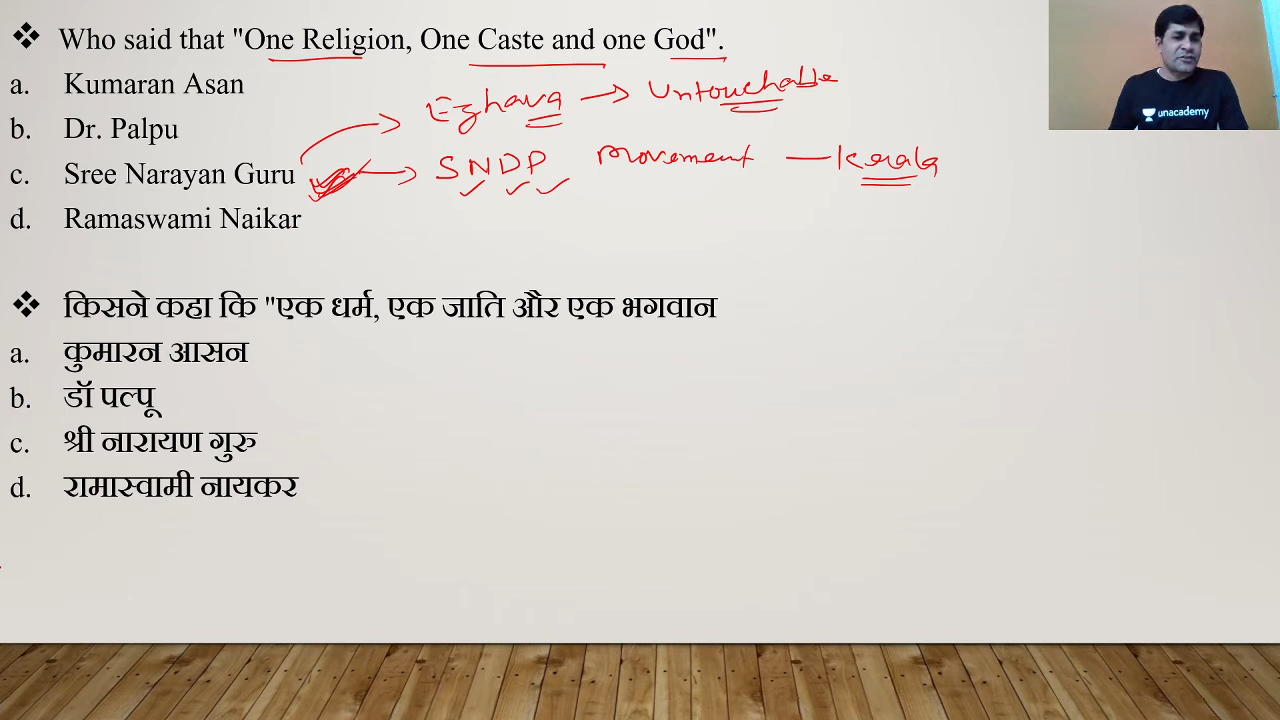 ❖ Who said that "One Religion, One Caste and one God".
a. Kumaran Asan
b. Dr. Palpu
c. Sree Narayan Guru
d. Ramaswami Naikar
Ezhava → Untouchable
SNDP Movement — Kerala
❖ किसने कहा कि "एक धर्म, एक जाति और एक भगवान
a. कुमारन आसन
b. डॉ पल्पू
c. श्री नारायण गुरु
d. रामास्वामी नायकर
unacademy